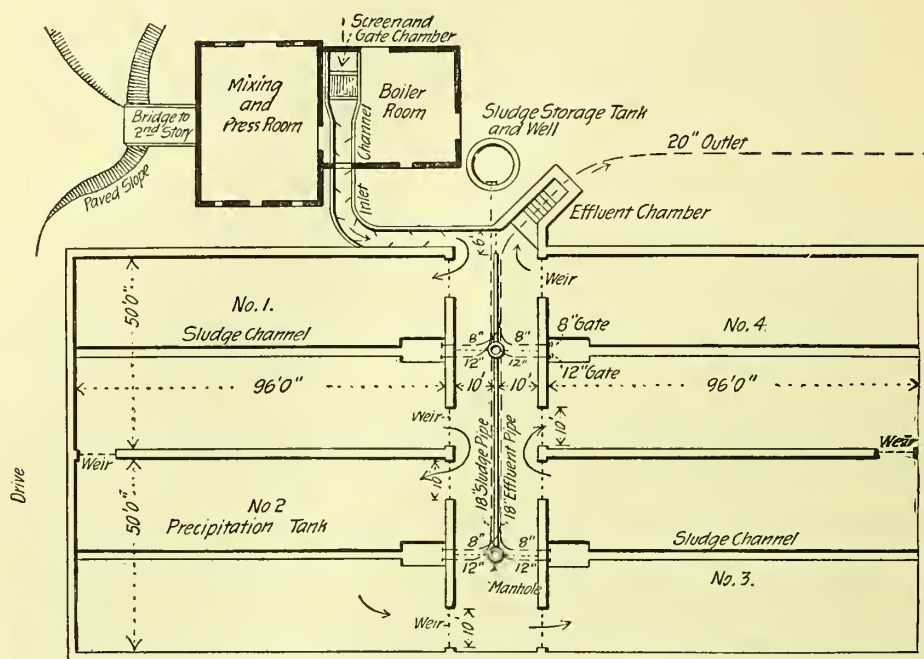 Screen and
Gate Chamber
Mixing
and
Press Room
Boiler
Room
Bridge to
2nd Story
Paved Slope
Inlet Channel
Sludge Storage Tank
and Well
20" Outlet
Effluent Chamber
6'
Weir
No. 1.
Sludge Channel
50'0"
8"
8"
12"
12"
8" Gate
12" Gate
No. 4.
96'0"
10'
10'
96'0"
Weir
10'
Weir
Weir
10'
18" Sludge Pipe
18" Effluent Pipe
Drive
50'0"
No 2
Precipitation Tank
8"
8"
12"
12"
Manhole
Sludge Channel
No. 3.
Weir
10'